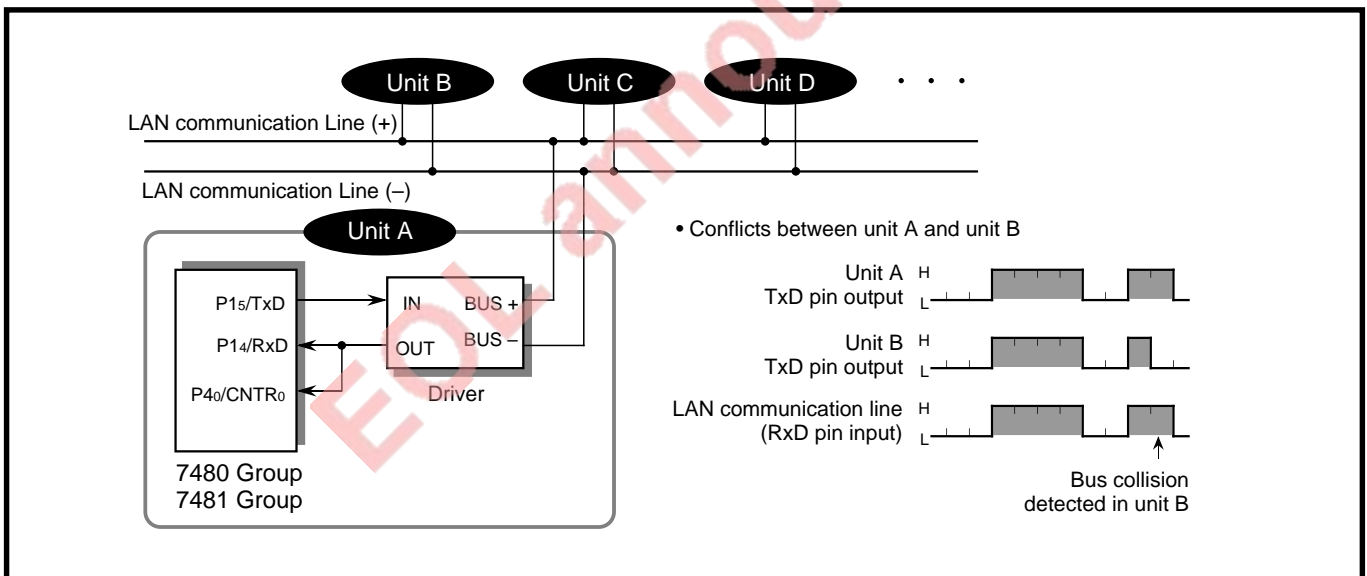 Unit B
Unit C
Unit D
• • •
LAN communication Line (+)
LAN communication Line (–)
Unit A
P15/TxD
P14/RxD
P40/CNTR0
IN
OUT
BUS +
BUS –
Driver
7480 Group
7481 Group
• Conflicts between unit A and unit B
Unit A
TxD pin output
H
L
Unit B
TxD pin output
H
L
LAN communication line
(RxD pin input)
H
L
Bus collision
detected in unit B
EOL annou